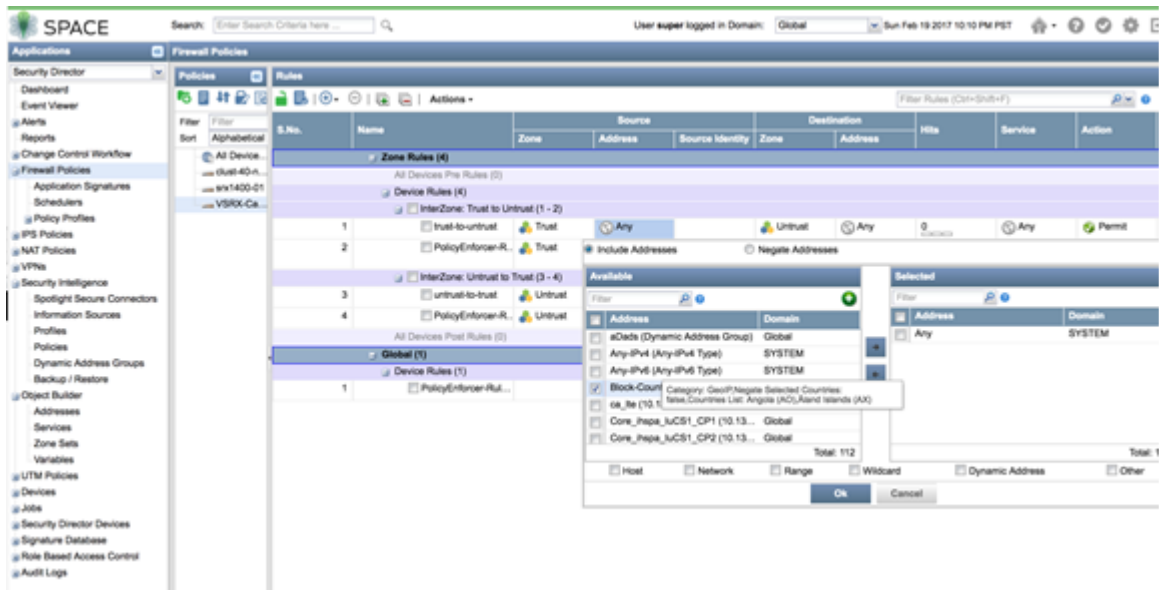 SPACE
Search: Enter Search Criteria here ...
User super logged in Domain: Global
Sun Feb 19 2017 10:10 PM PST
Applications
Firewall Policies
Security Director
Dashboard
Event Viewer
Alerts
Reports
Change Control Workflow
Firewall Policies
Application Signatures
Schedulers
Policy Profiles
IPS Policies
NAT Policies
VPNs
Security Intelligence
Spotlight Secure Connectors
Information Sources
Profiles
Policies
Dynamic Address Groups
Backup / Restore
Object Builder
Addresses
Services
Zone Sets
Variables
UTM Policies
Devices
Jobs
Security Director Devices
Signature Database
Role Based Access Control
Audit Logs
Policies
Filter Filter
Sort Alphabetical
All Device...
clust-40-n...
srx1400-01
VSRX-Ca...
Rules
Actions
Filter Rules (Ctrl+Shift+F)
S.No. Name Source Destination Hits Service Action
Zone Address Source Identity Zone Address
Zone Rules (4)
All Devices Pre Rules (0)
Device Rules (4)
InterZone: Trust to Untrust (1 - 2)
1 trust-to-untrust Trust Any Untrust Any 0 Any Permit
2 PolicyEnforcer-R... Trust
InterZone: Untrust to Trust (3 - 4)
3 untrust-to-trust Untrust
4 PolicyEnforcer-R... Untrust
All Devices Post Rules (0)
Global (1)
Device Rules (1)
1 PolicyEnforcer-Rul...
Include Addresses Negate Addresses
Available
Filter
Address Domain
aDads (Dynamic Address Group) Global
Any-IPv4 (Any-IPv4 Type) SYSTEM
Any-IPv6 (Any-IPv6 Type) SYSTEM
Block-Coun
Category: GeoIP,Negate Selected Countries:
false,Countries List: Angola (AO),Aland Islands (AX)
ca_lte (10.1
Core_ihspa_luCS1_CP1 (10.13... Global
Core_ihspa_luCS1_CP2 (10.13... Global
Total: 112
Selected
Filter
Address Domain
Any SYSTEM
Total: 1
Host Network Range Wildcard Dynamic Address Other
Ok Cancel